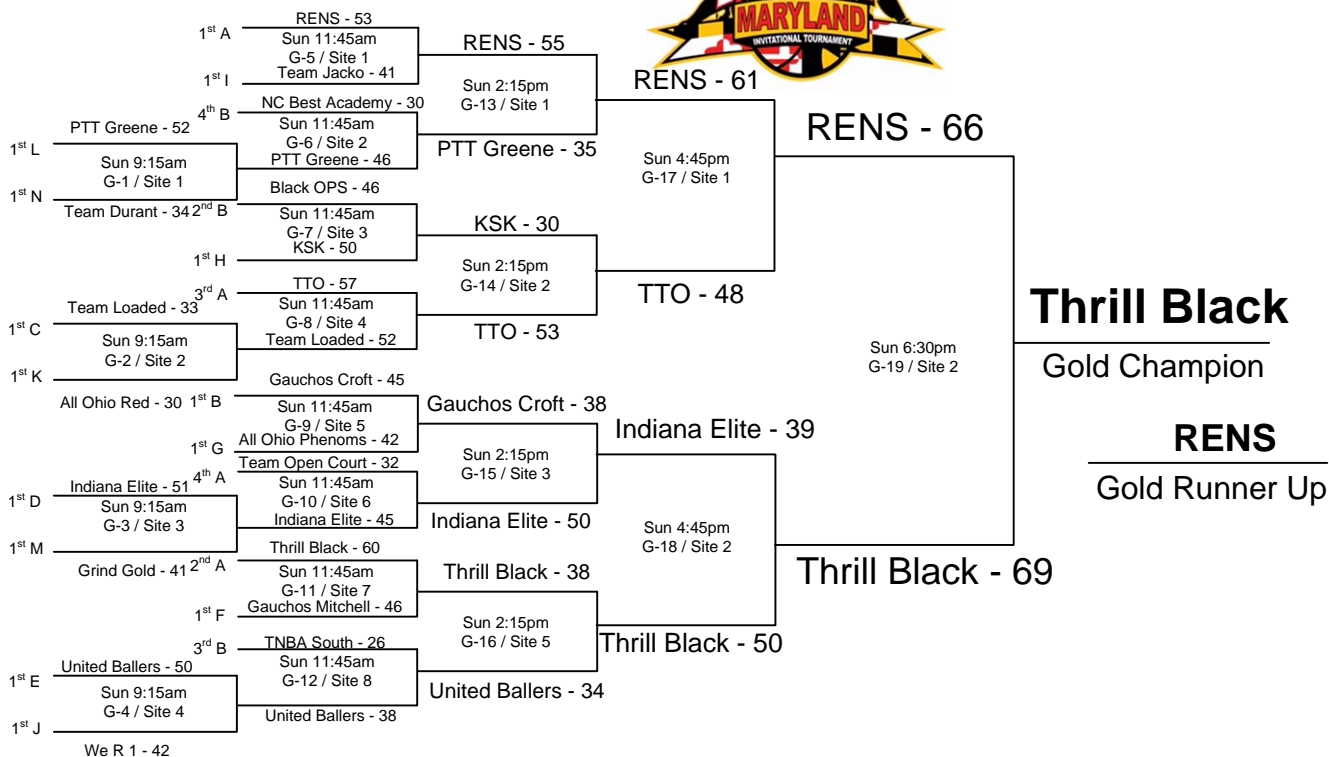 MARYLAND
INVITATIONAL TOURNAMENT
RENS - 53
1st A
Sun 11:45am
G-5 / Site 1
1st I
Team Jacko - 41
4th B
NC Best Academy - 30
Sun 11:45am
G-6 / Site 2
PTT Greene - 46
PTT Greene - 52
1st L
Sun 9:15am
G-1 / Site 1
1st N
Team Durant - 34
2nd B
Black OPS - 46
Sun 11:45am
G-7 / Site 3
KSK - 50
1st H
3rd A
TTO - 57
Sun 11:45am
G-8 / Site 4
Team Loaded - 52
Team Loaded - 33
1st C
Sun 9:15am
G-2 / Site 2
1st K
All Ohio Red - 30
1st B
Gauchos Croft - 45
Sun 11:45am
G-9 / Site 5
1st G
All Ohio Phenoms - 42
4th A
Team Open Court - 32
Sun 11:45am
G-10 / Site 6
Indiana Elite - 45
Indiana Elite - 51
1st D
Sun 9:15am
G-3 / Site 3
1st M
Grind Gold - 41
2nd A
Thrill Black - 60
Sun 11:45am
G-11 / Site 7
1st F
Gauchos Mitchell - 46
3rd B
TNBA South - 26
Sun 11:45am
G-12 / Site 8
United Ballers - 38
United Ballers - 50
1st E
Sun 9:15am
G-4 / Site 4
1st J
We R 1 - 42
RENS - 55
Sun 2:15pm
G-13 / Site 1
PTT Greene - 35
KSK - 30
Sun 2:15pm
G-14 / Site 2
TTO - 53
Gauchos Croft - 38
Sun 2:15pm
G-15 / Site 3
Indiana Elite - 50
Thrill Black - 38
Sun 2:15pm
G-16 / Site 5
United Ballers - 34
RENS - 61
Sun 4:45pm
G-17 / Site 1
TTO - 48
Indiana Elite - 39
Sun 4:45pm
G-18 / Site 2
Thrill Black - 50
RENS - 66
Sun 6:30pm
G-19 / Site 2
Thrill Black - 69
Thrill Black
Gold Champion
RENS
Gold Runner Up